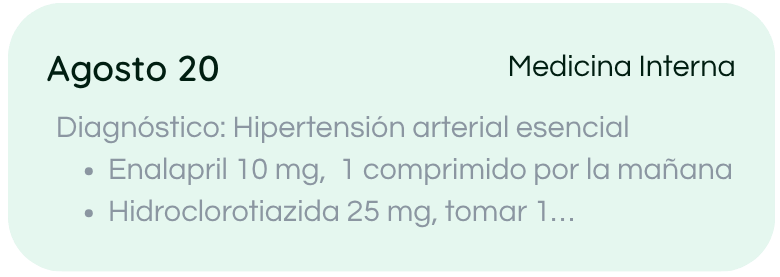 Agosto 20
Medicina Interna
Diagnóstico: Hipertensión arterial esencial
• Enalapril 10 mg,  1 comprimido por la mañana
• Hidroclorotiazida 25 mg, tomar 1...